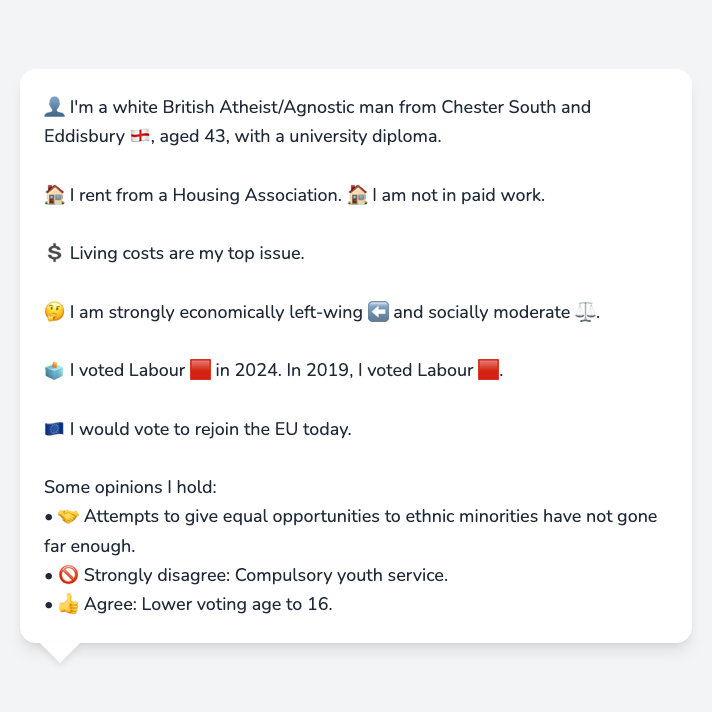 👤 I'm a white British Atheist/Agnostic man from Chester South and
Eddisbury 🏴󠁧󠁢󠁥󠁮󠁧󠁿, aged 43, with a university diploma.
🏠 I rent from a Housing Association. 🏠 I am not in paid work.
💲 Living costs are my top issue.
🤔 I am strongly economically left-wing ⬅️ and socially moderate ⚖️.
🗳️ I voted Labour 🟥 in 2024. In 2019, I voted Labour 🟥.
🇪🇺 I would vote to rejoin the EU today.
Some opinions I hold:
• 🤝 Attempts to give equal opportunities to ethnic minorities have not gone
far enough.
• 🚫 Strongly disagree: Compulsory youth service.
• 👍 Agree: Lower voting age to 16.